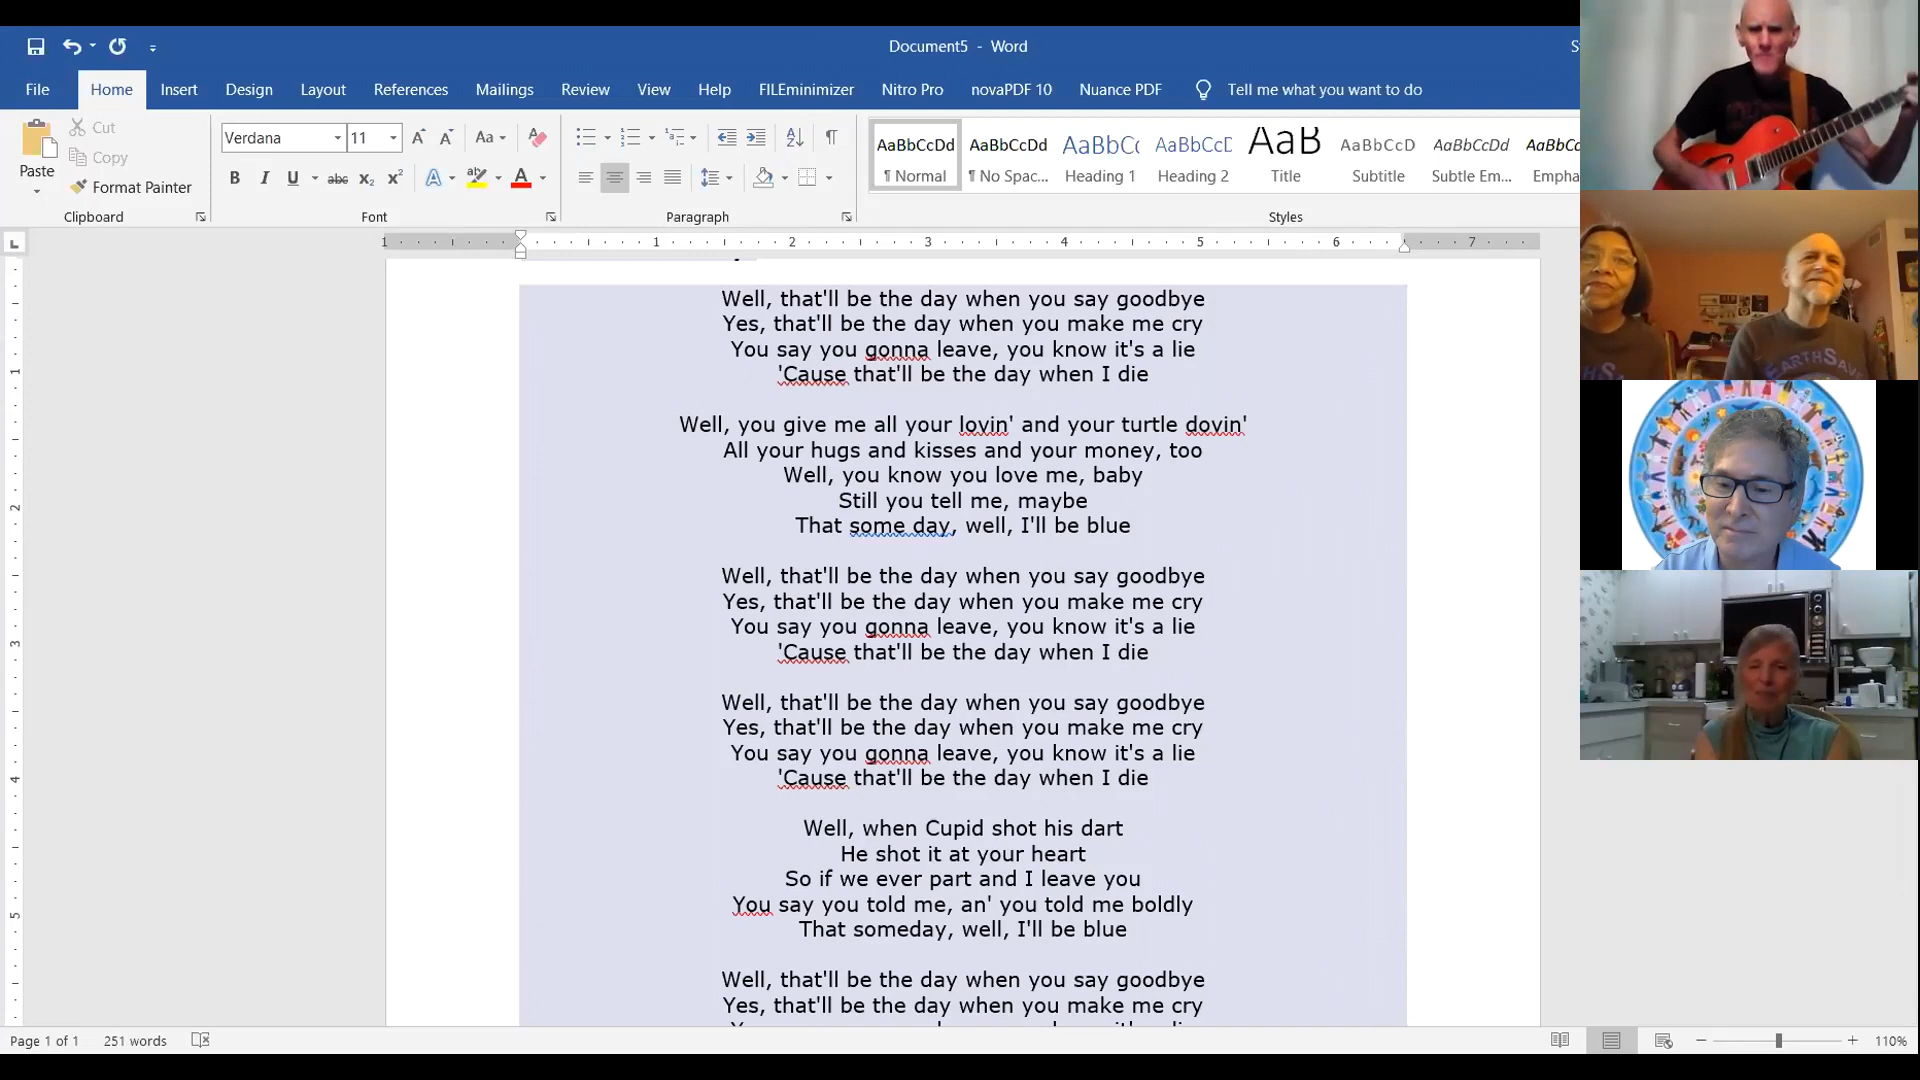 Document5 - Word
File Home Insert Design Layout References Mailings Review View Help FILEminimizer Nitro Pro novaPDF 10 Nuance PDF Tell me what you want to do
Paste
Cut
Copy
Format Painter
Clipboard
Verdana 11
Font
Paragraph
AaBbCcDd AaBbCcDd AaBbCc AaBbCcD AaB AaBbCcD AaBbCcDd AaBbCcDd
¶ Normal ¶ No Spac... Heading 1 Heading 2 Title Subtitle Subtle Em... Empha
Styles
1 1 2 3 4 5 6 7
Well, that'll be the day when you say goodbye
Yes, that'll be the day when you make me cry
You say you gonna leave, you know it's a lie
'Cause that'll be the day when I die
Well, you give me all your lovin' and your turtle dovin'
All your hugs and kisses and your money, too
Well, you know you love me, baby
Still you tell me, maybe
That some day, well, I'll be blue
Well, that'll be the day when you say goodbye
Yes, that'll be the day when you make me cry
You say you gonna leave, you know it's a lie
'Cause that'll be the day when I die
Well, that'll be the day when you say goodbye
Yes, that'll be the day when you make me cry
You say you gonna leave, you know it's a lie
'Cause that'll be the day when I die
Well, when Cupid shot his dart
He shot it at your heart
So if we ever part and I leave you
You say you told me, an' you told me boldly
That someday, well, I'll be blue
Well, that'll be the day when you say goodbye
Yes, that'll be the day when you make me cry
Page 1 of 1 251 words
110%